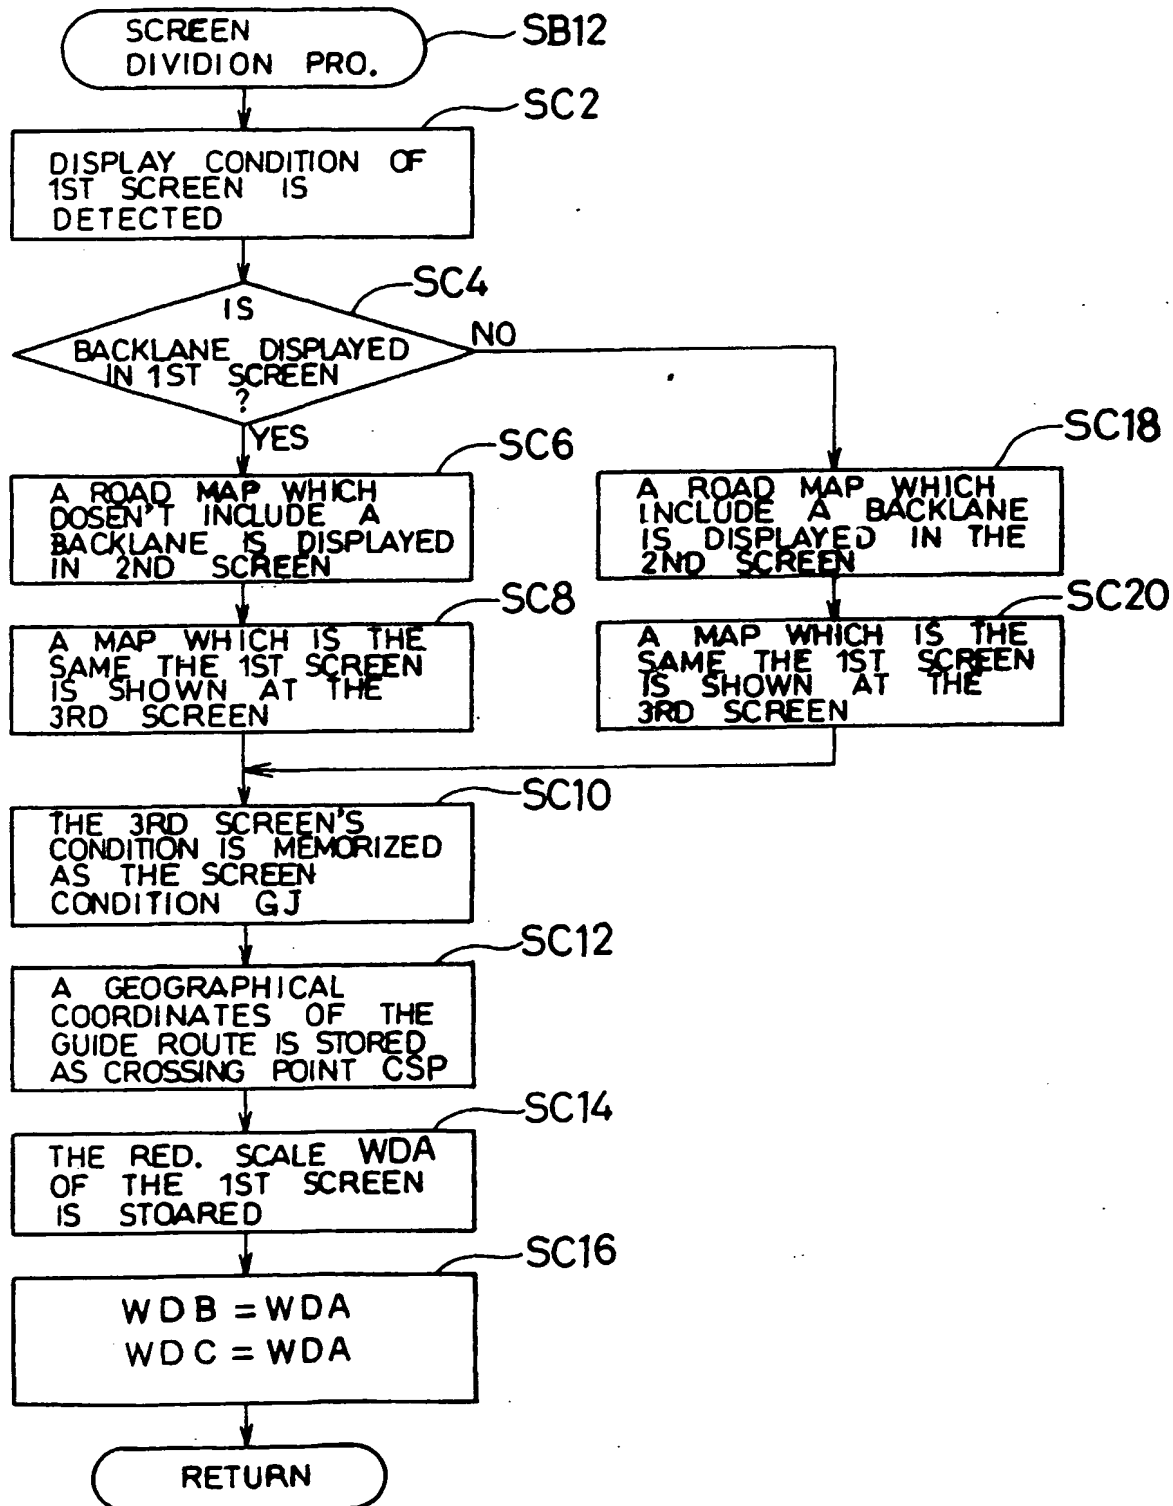 SCREEN
DIVIDION PRO.
SB12
SC2
DISPLAY CONDITION OF
1ST SCREEN IS
DETECTED
SC4
IS
BACKLANE DISPLAYED
IN 1ST SCREEN
?
NO
YES
SC6
A ROAD MAP WHICH
DOSEN'T INCLUDE A
BACKLANE IS DISPLAYED
IN 2ND SCREEN
SC18
A ROAD MAP WHICH
INCLUDE A BACKLANE
IS DISPLAYED IN THE
2ND SCREEN
SC8
A MAP WHICH IS THE
SAME THE 1ST SCREEN
IS SHOWN AT THE
3RD SCREEN
SC20
A MAP WHICH IS THE
SAME THE 1ST SCREEN
IS SHOWN AT THE
3RD SCREEN
SC10
THE 3RD SCREEN'S
CONDITION IS MEMORIZED
AS THE SCREEN
CONDITION GJ
SC12
A GEOGRAPHICAL
COORDINATES OF THE
GUIDE ROUTE IS STORED
AS CROSSING POINT CSP
SC14
THE RED. SCALE WDA
OF THE 1ST SCREEN
IS STOARED
SC16
WDB = WDA
WDC = WDA
RETURN